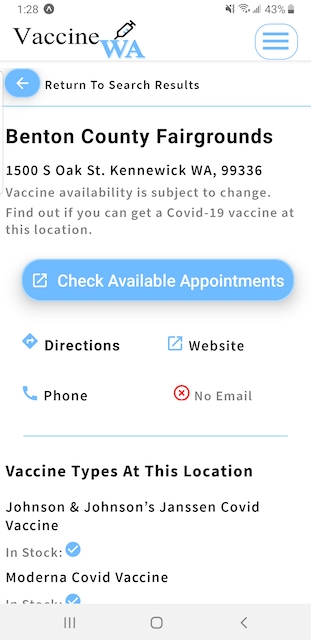 1:28
43%
Vaccine WA
Return To Search Results
Benton County Fairgrounds
1500 S Oak St. Kennewick WA, 99336
Vaccine availability is subject to change.
Find out if you can get a Covid-19 vaccine at
this location.
Check Available Appointments
Directions
Website
Phone
No Email
Vaccine Types At This Location
Johnson & Johnson’s Janssen Covid
Vaccine
In Stock:
Moderna Covid Vaccine
In Stock: